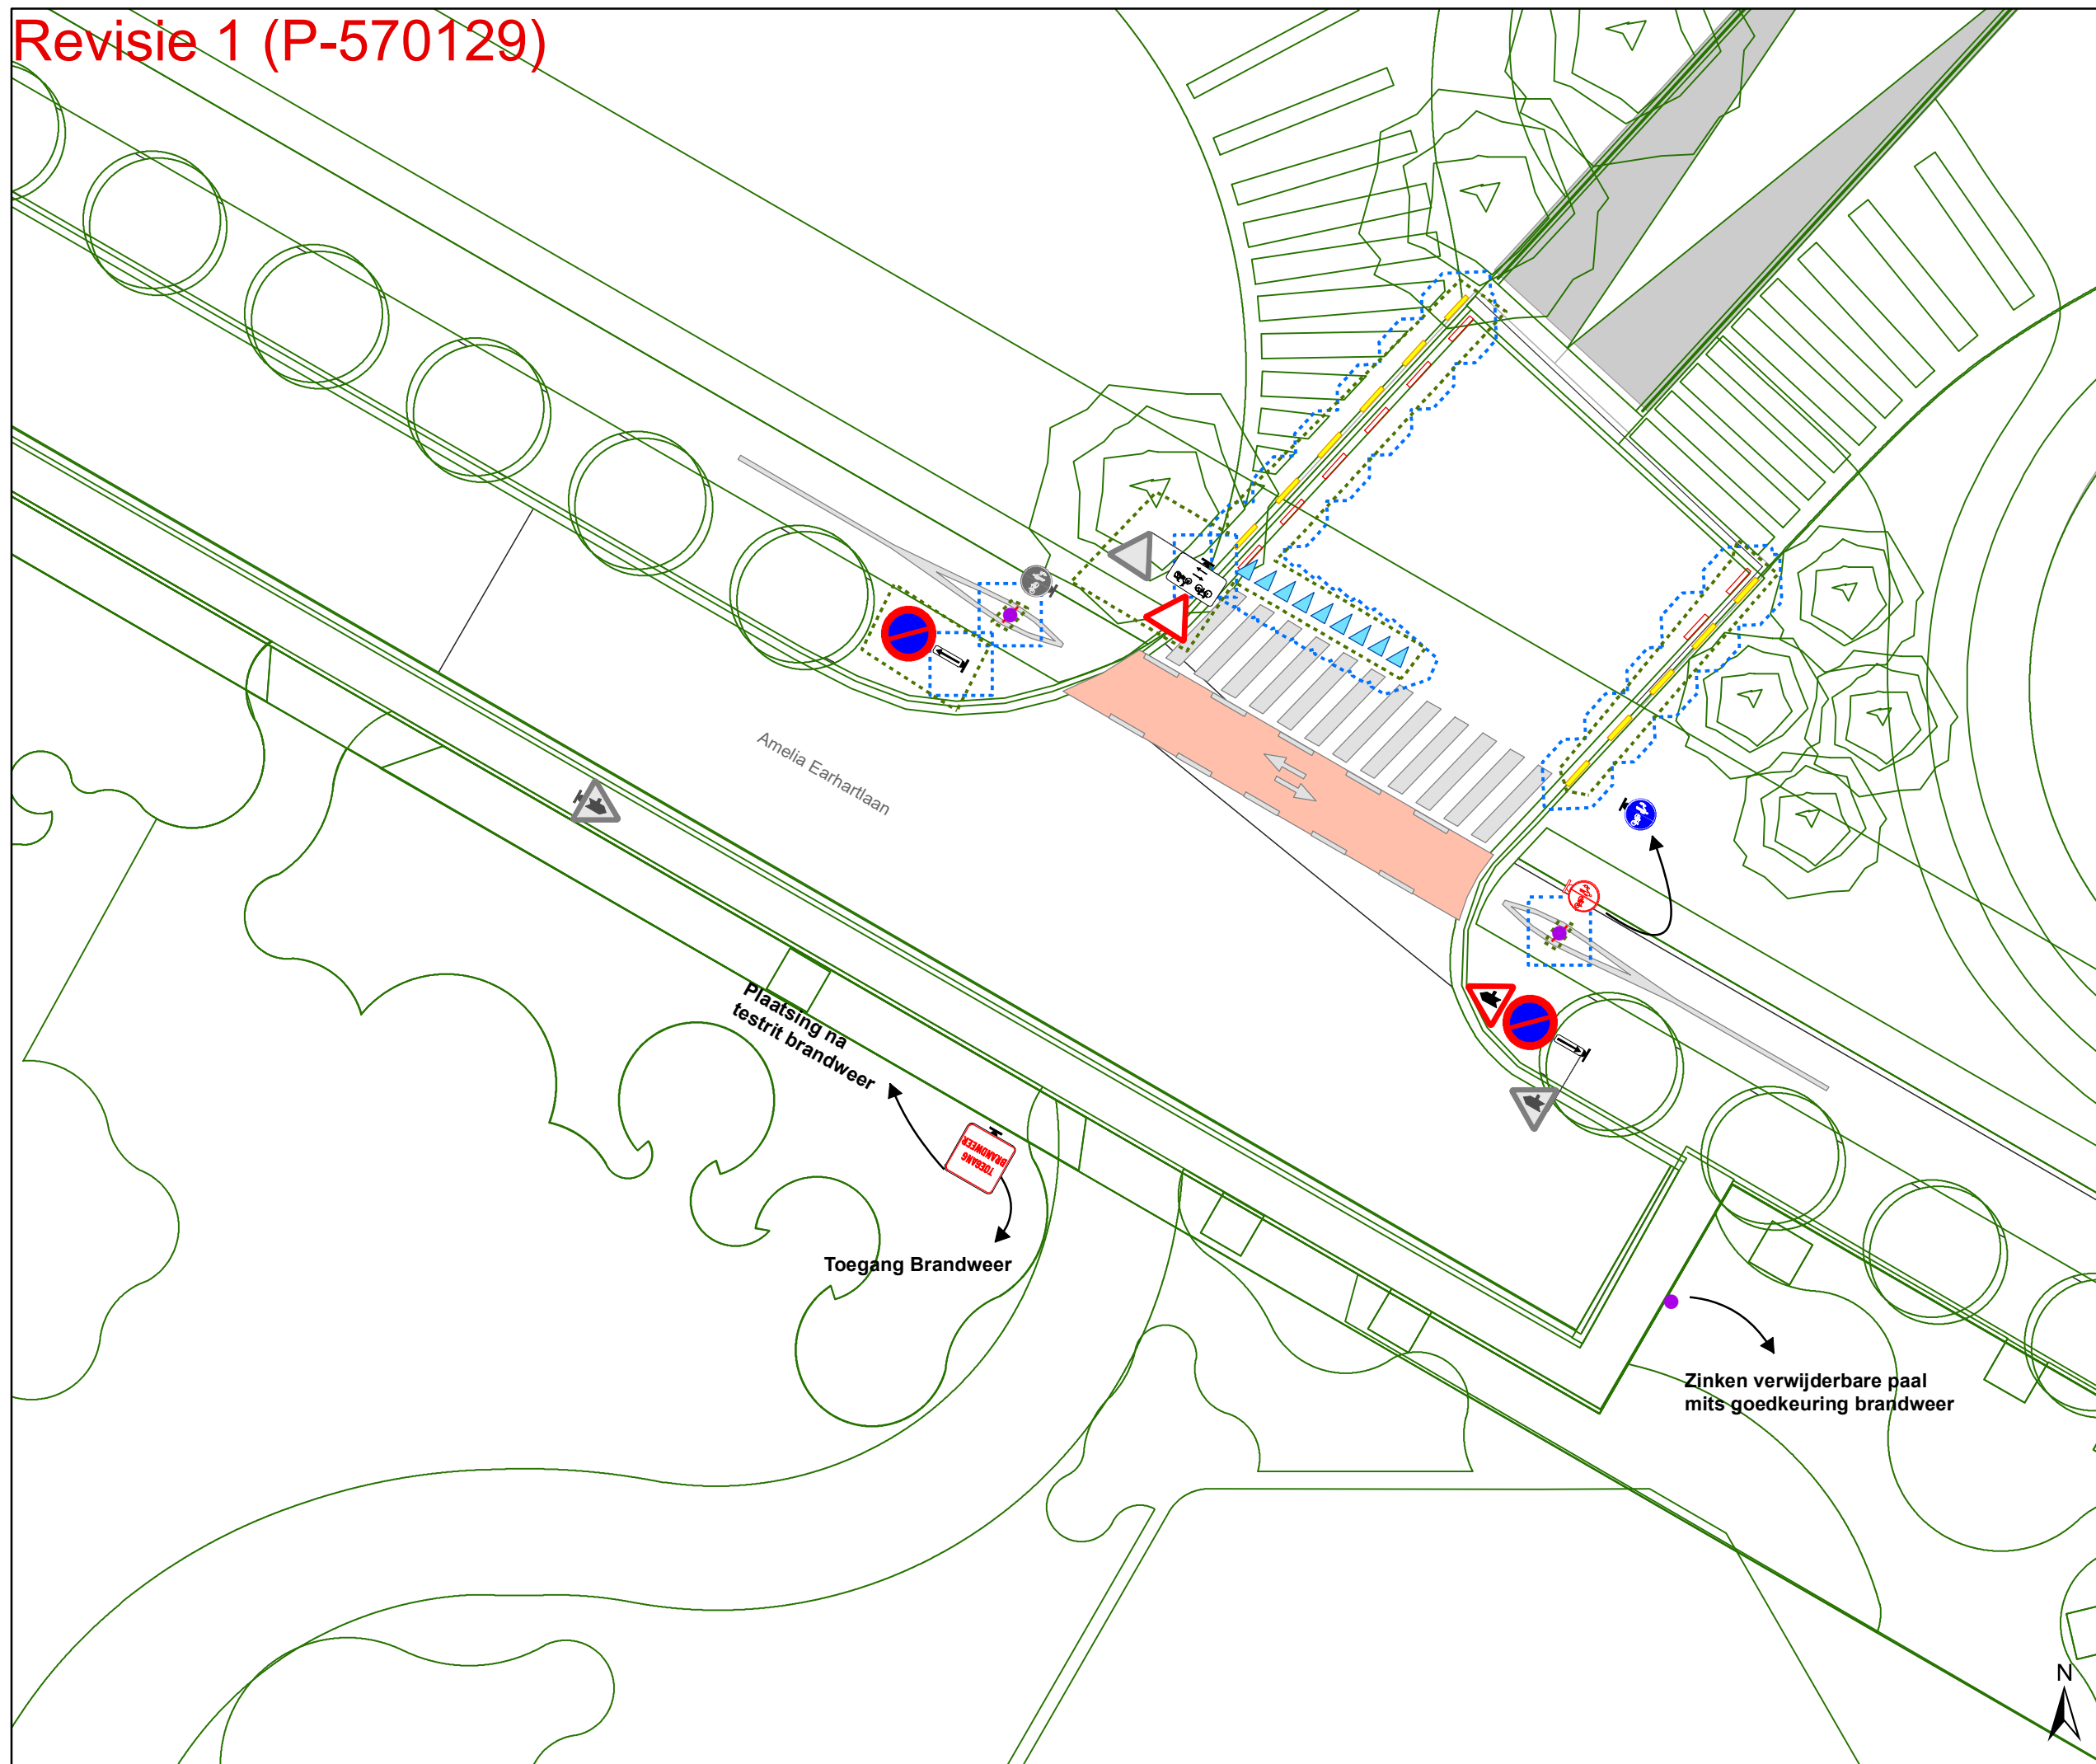 Revisie 1 (P-570129)
Amelia Earhartlaan
Plaatsing na
testrit brandweer
TOEGANG
BRANDWEER
Toegang Brandweer
Zinken verwijderbare paal
mits goedkeuring brandweer
N